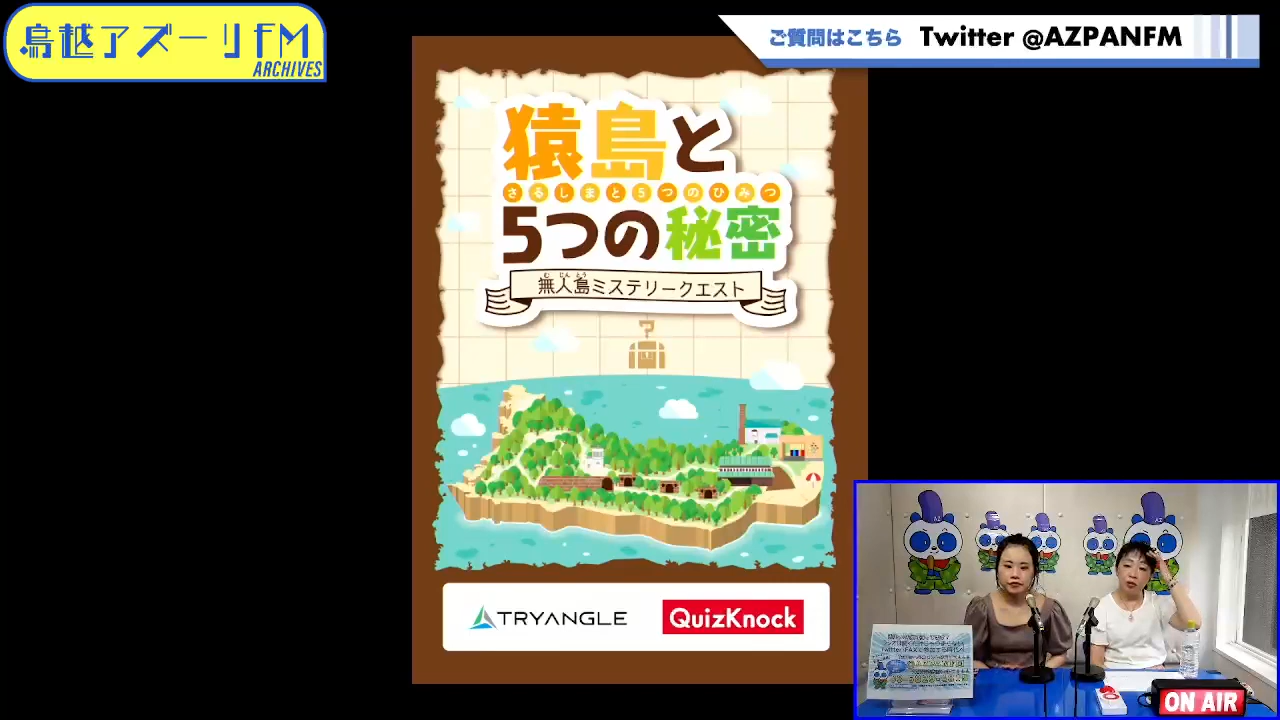 鳥越アズーリFM
ARCHIVES
ご質問はこちら Twitter @AZPANFM
猿島と
さるしまと5つのひみつ
5つの秘密
む じん とう
無人島ミステリークエスト
TRYANGLE
QuizKnock
AZ
AZ
ON AIR